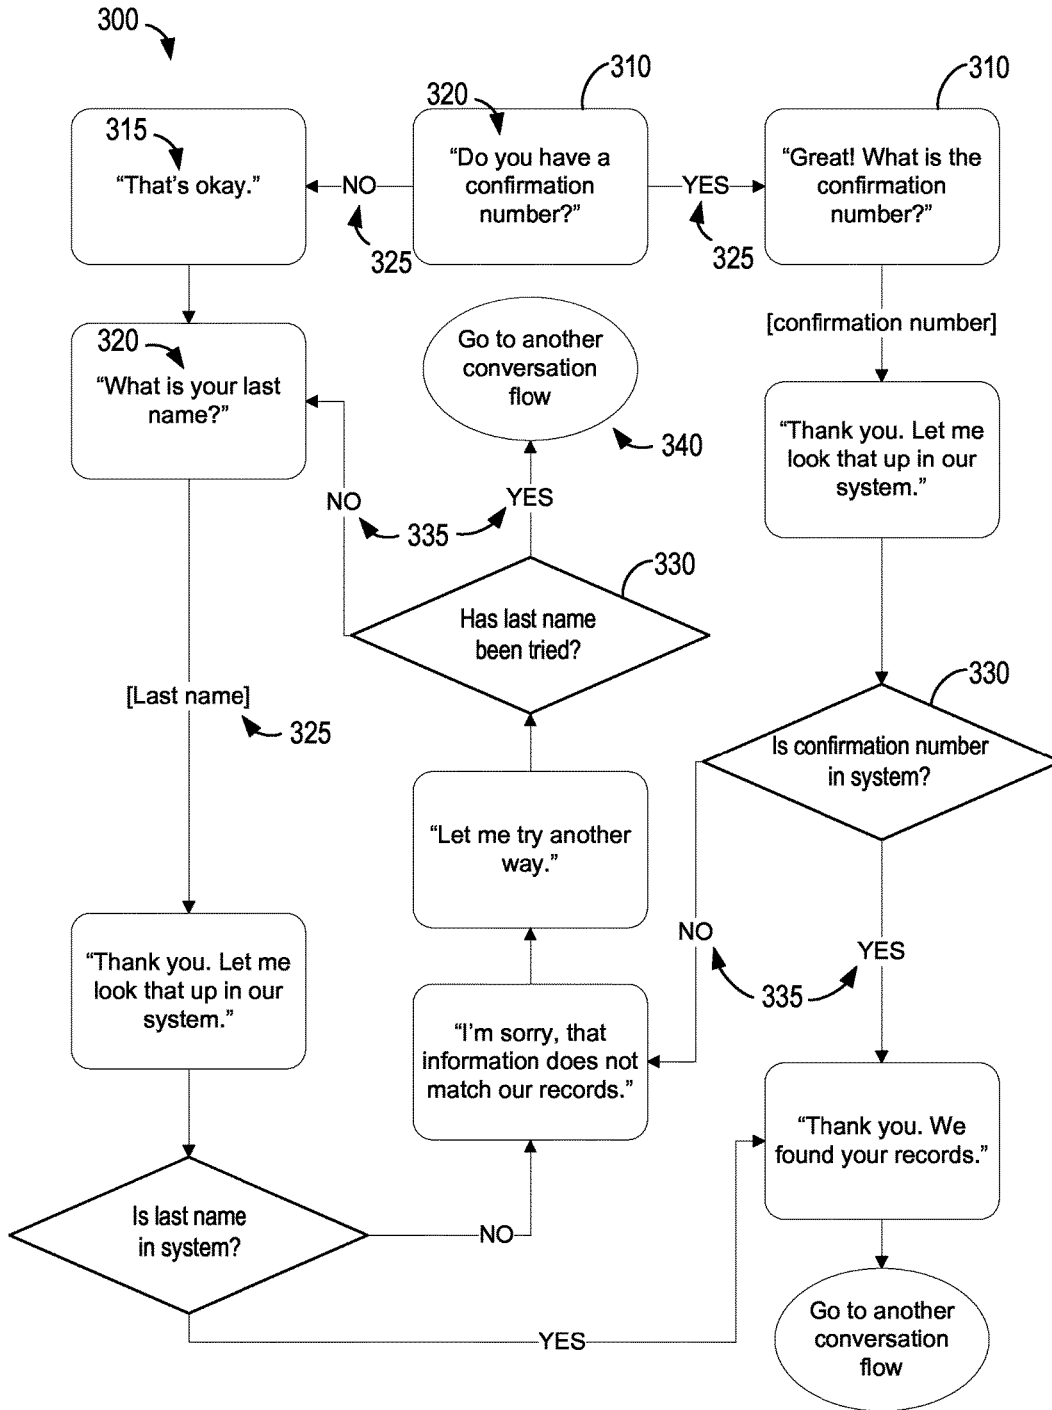 300
310
310
320
315
“Do you have a
confirmation
number?”
“Great! What is the
confirmation
number?”
“That’s okay.”
NO
YES
325
325
[confirmation number]
320
“What is your last
name?”
Go to another
conversation
flow
340
“Thank you. Let me
look that up in our
system.”
NO
YES
335
330
Has last name
been tried?
330
[Last name]
325
Is confirmation number
in system?
“Let me try another
way.”
NO
YES
335
“Thank you. Let me
look that up in our
system.”
“I’m sorry, that
information does not
match our records.”
“Thank you. We
found your records.”
Is last name
in system?
NO
YES
Go to another
conversation
flow